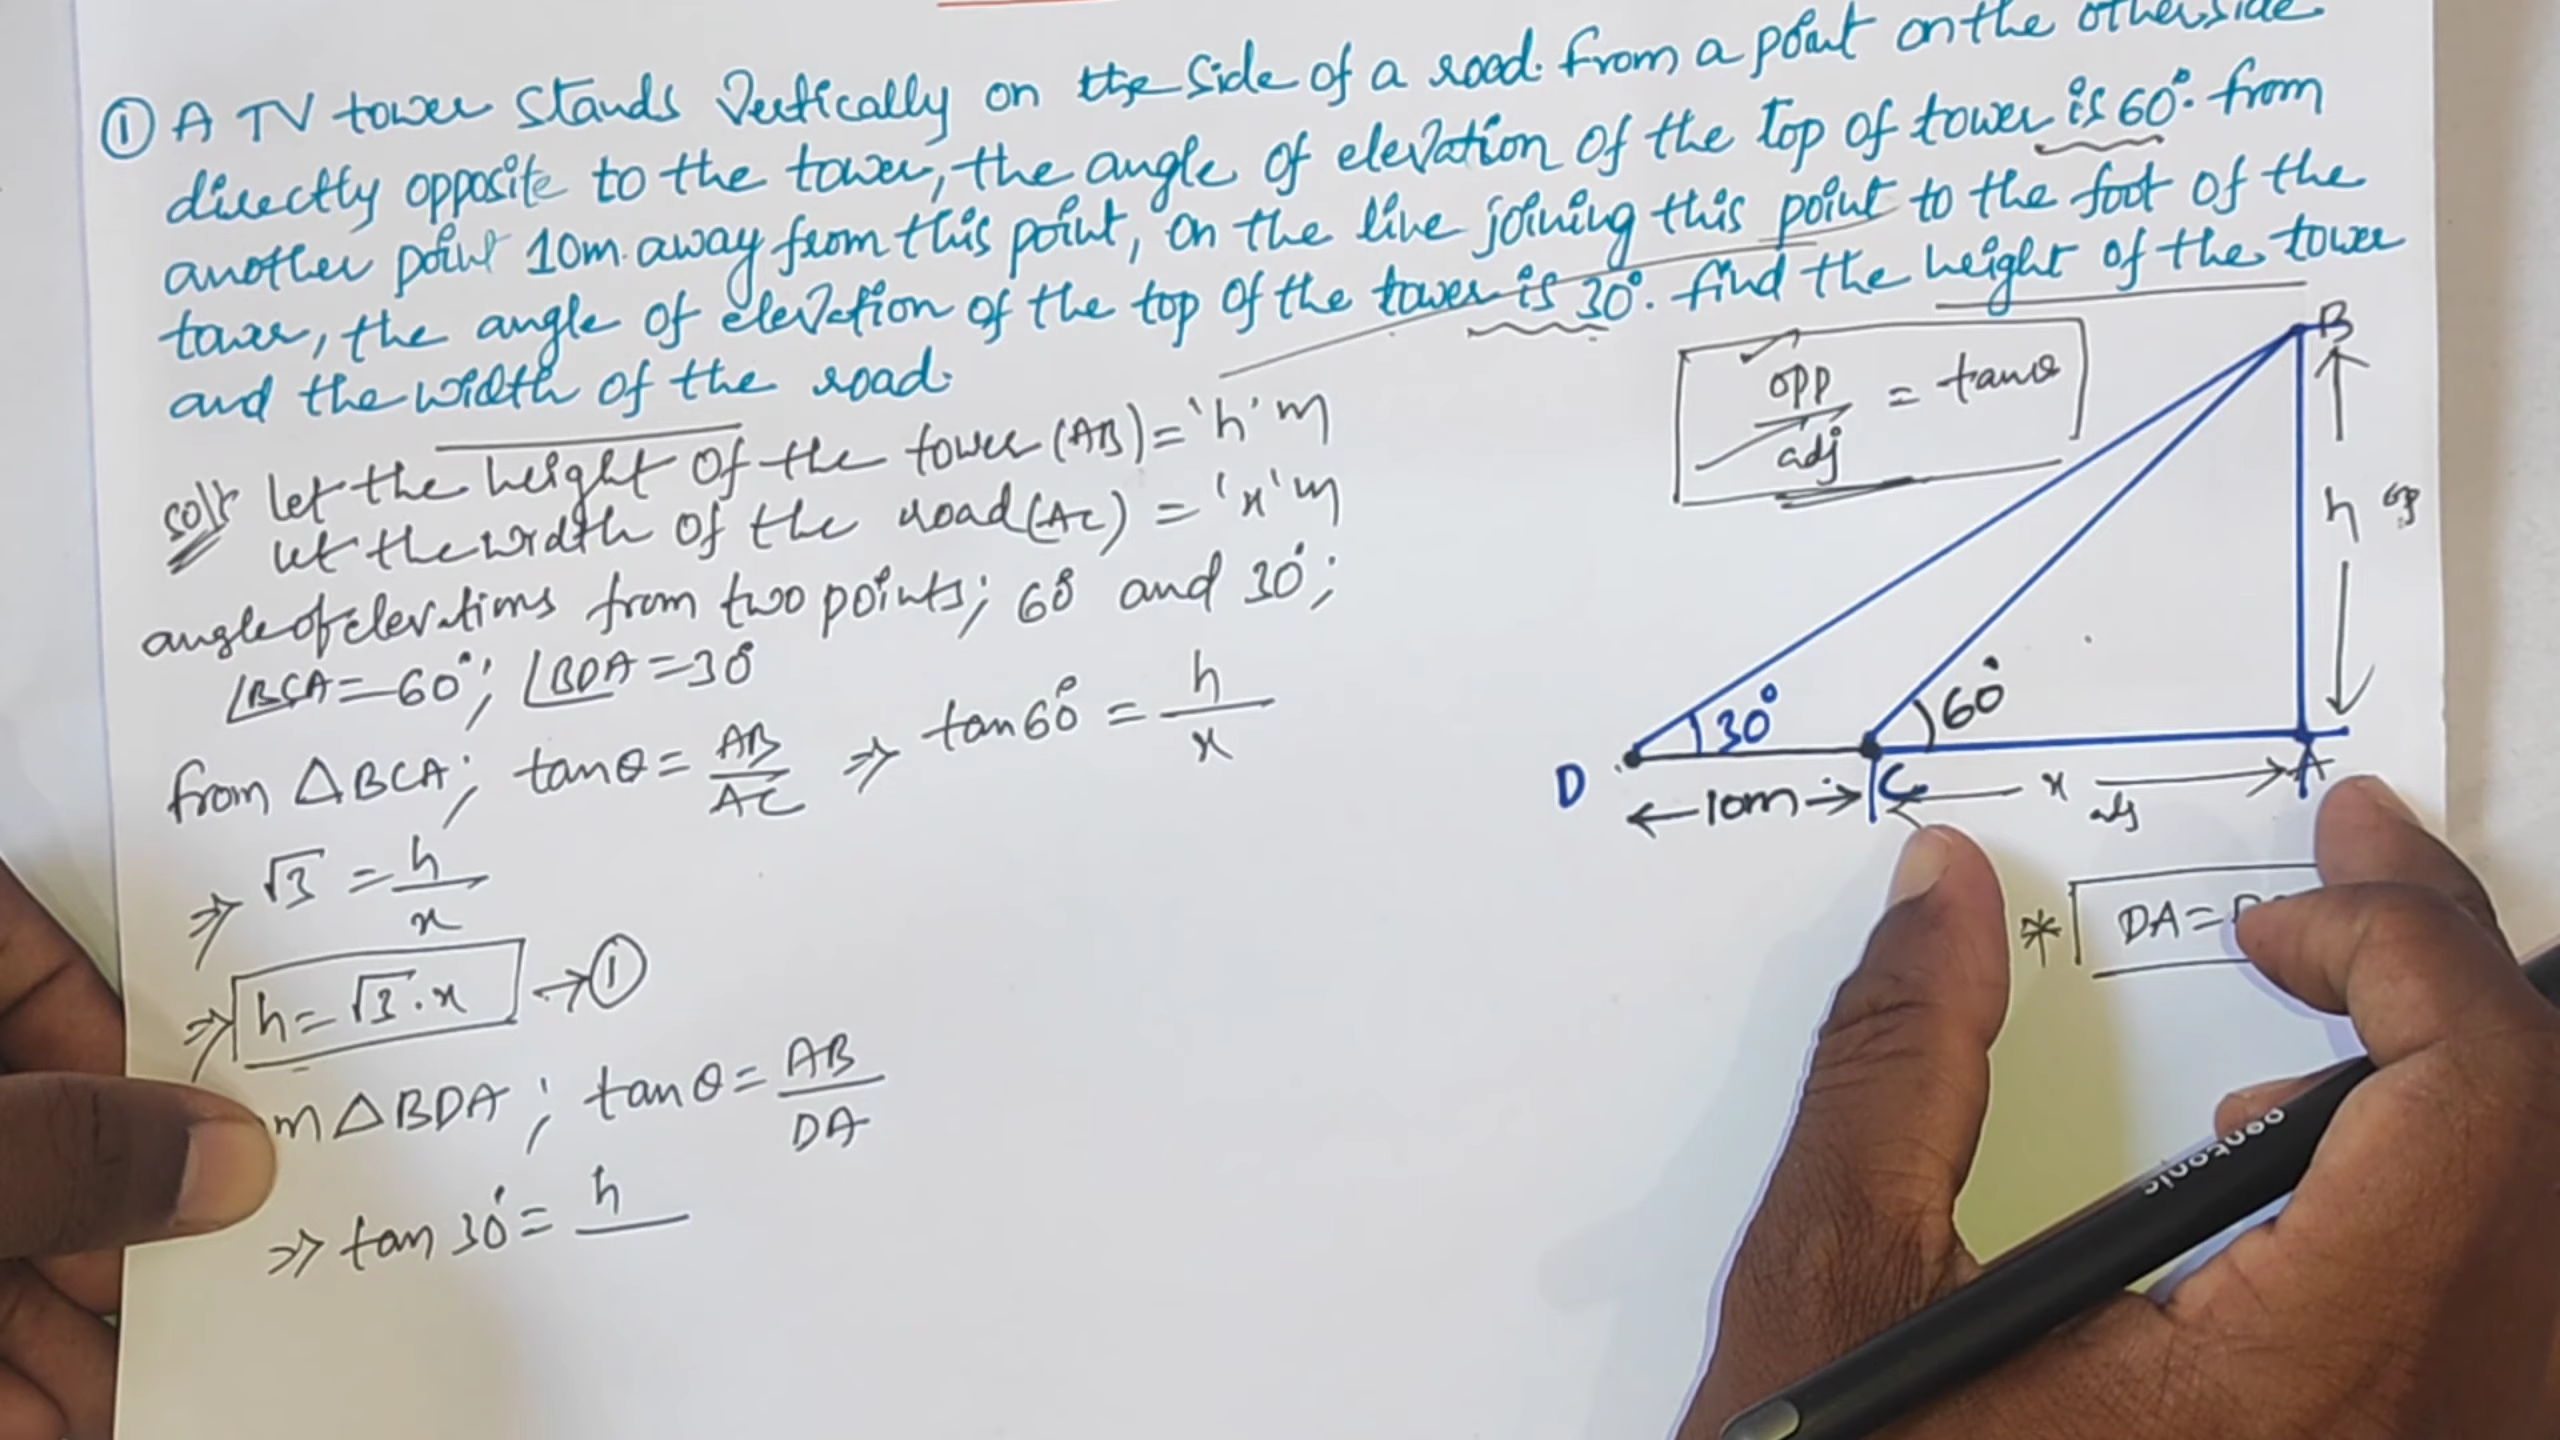 ① A TV tower stands Vertically on the side of a road. from a point on the otherside
directly opposite to the tower, the angle of elevation of the top of tower is 60°. from
another point 10m away from this point, on the line joining this point to the foot of the
tower, the angle of elevation of the top of the tower is 30°. find the height of the tower
and the width of the road.
opp/adj = tanθ
B
h opp
30°
60°
D
←10m→
C
← x →
adj
A
* DA=
Soln let the height of the tower (AB) = 'h' m
let the width of the road (AC) = 'x' m
angle of elevations from two points; 60° and 30°;
∠BCA = 60°; ∠BDA = 30°
from △BCA; tanθ = AB/AC ⇒ tan60° = h/x
⇒ √3 = h/x
⇒ h = √3.x → ①
m △BDA; tanθ = AB/DA
⇒ tan 30° = h
pentonic